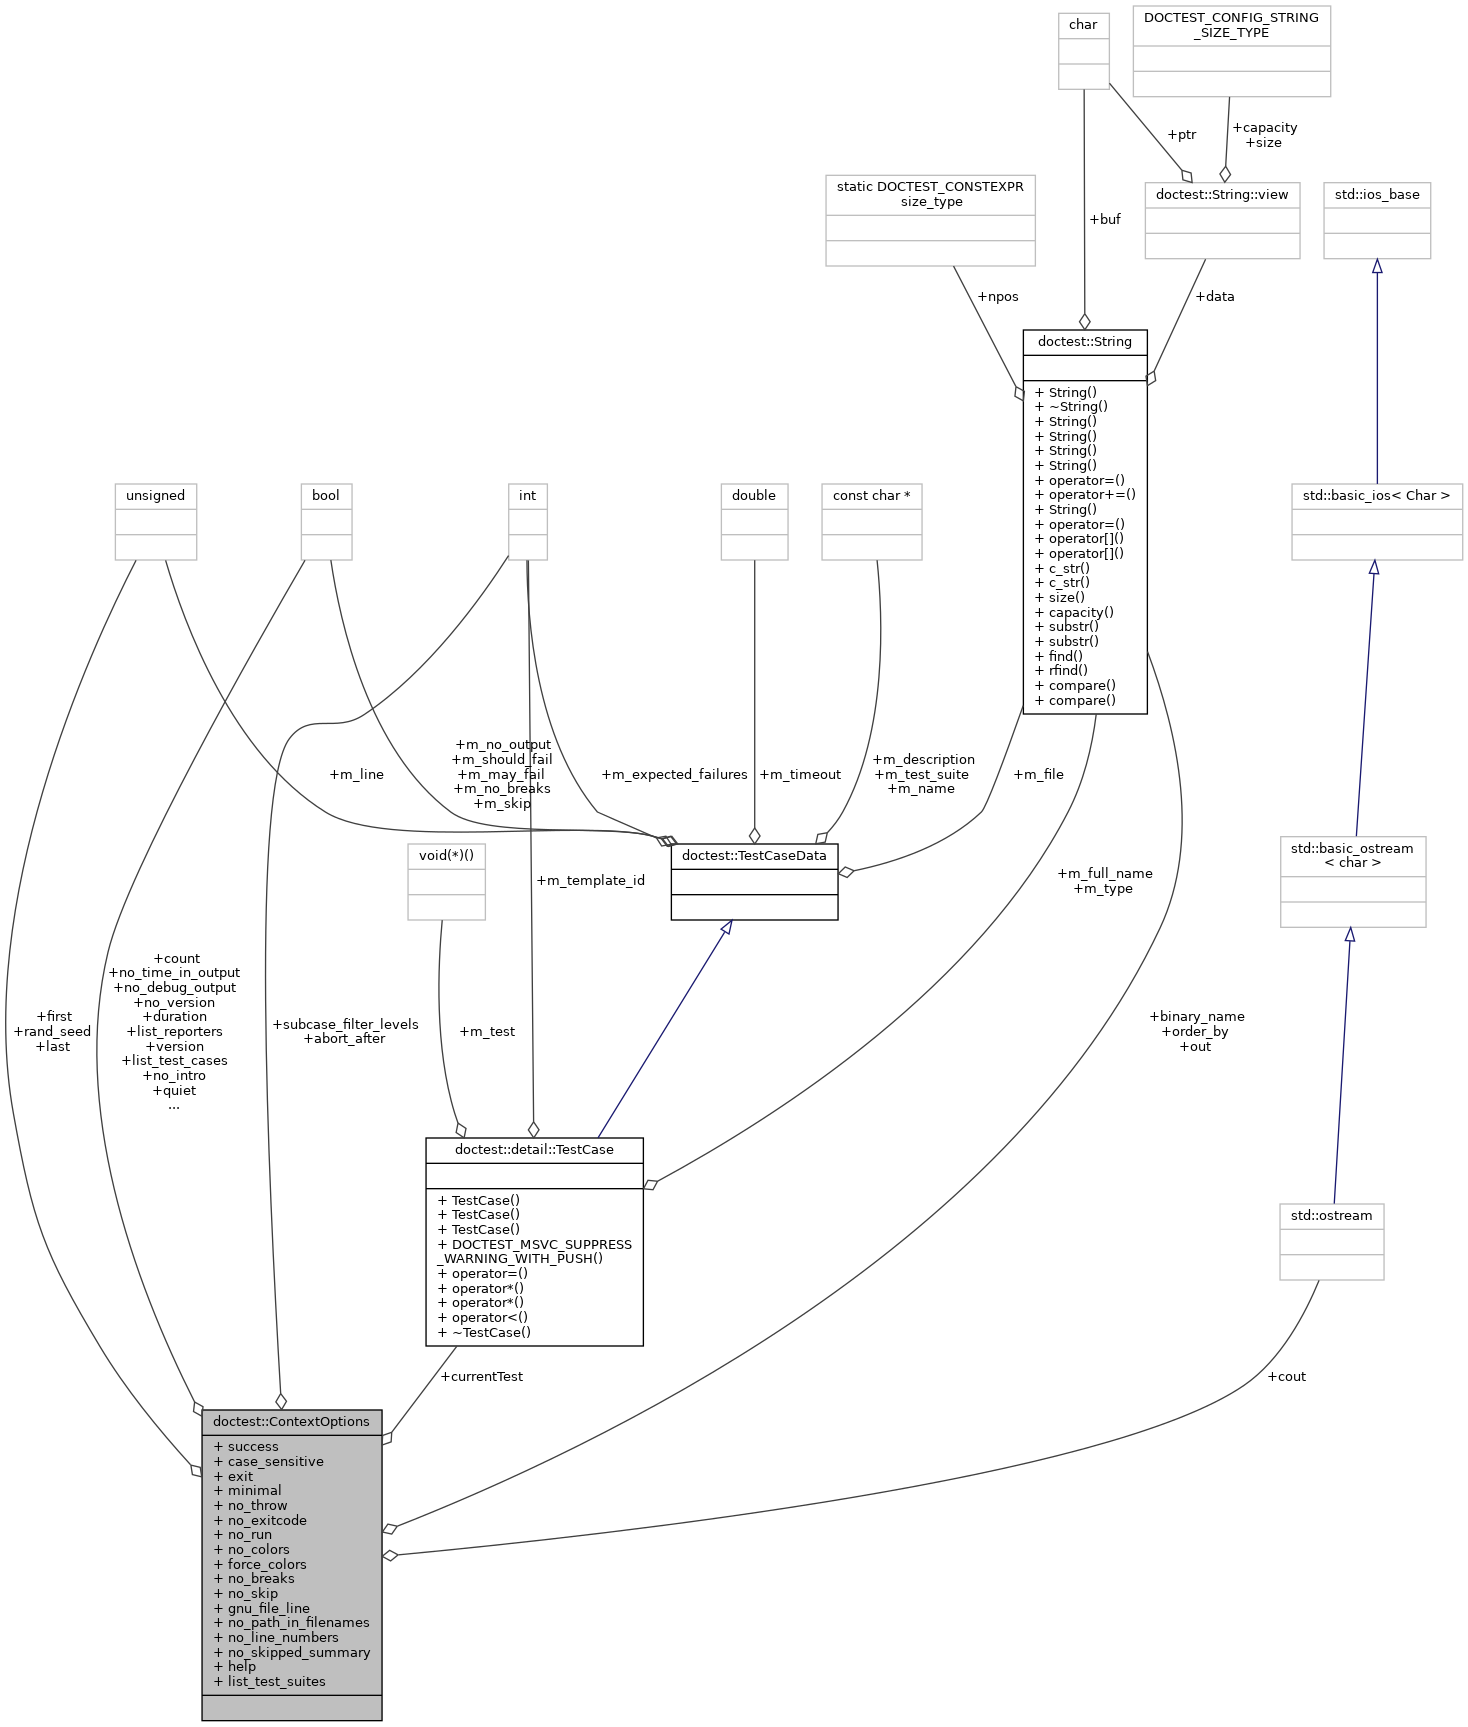 char
DOCTEST_CONFIG_STRING
_SIZE_TYPE
+ptr
+capacity
+size
static DOCTEST_CONSTEXPR
size_type
doctest::String::view
std::ios_base
+buf
+npos
+data
doctest::String
+ String()
+ ~String()
+ String()
+ String()
+ String()
+ String()
+ operator=()
+ operator+=()
+ String()
+ operator=()
+ operator[]()
+ operator[]()
+ c_str()
+ c_str()
+ size()
+ capacity()
+ substr()
+ substr()
+ find()
+ rfind()
+ compare()
+ compare()
unsigned
bool
int
double
const char *
std::basic_ios< Char >
+m_line
+m_no_output
+m_should_fail
+m_may_fail
+m_no_breaks
+m_skip
+m_expected_failures
+m_timeout
+m_description
+m_test_suite
+m_name
+m_file
void(*)()
+m_template_id
doctest::TestCaseData
+m_full_name
+m_type
std::basic_ostream
< char >
+first
+rand_seed
+last
+count
+no_time_in_output
+no_debug_output
+no_version
+duration
+list_reporters
+version
+list_test_cases
+no_intro
+quiet
...
+subcase_filter_levels
+abort_after
+m_test
+binary_name
+order_by
+out
doctest::detail::TestCase
+ TestCase()
+ TestCase()
+ TestCase()
+ DOCTEST_MSVC_SUPPRESS
_WARNING_WITH_PUSH()
+ operator=()
+ operator*()
+ operator*()
+ operator<()
+ ~TestCase()
std::ostream
+currentTest
+cout
doctest::ContextOptions
+ success
+ case_sensitive
+ exit
+ minimal
+ no_throw
+ no_exitcode
+ no_run
+ no_colors
+ force_colors
+ no_breaks
+ no_skip
+ gnu_file_line
+ no_path_in_filenames
+ no_line_numbers
+ no_skipped_summary
+ help
+ list_test_suites